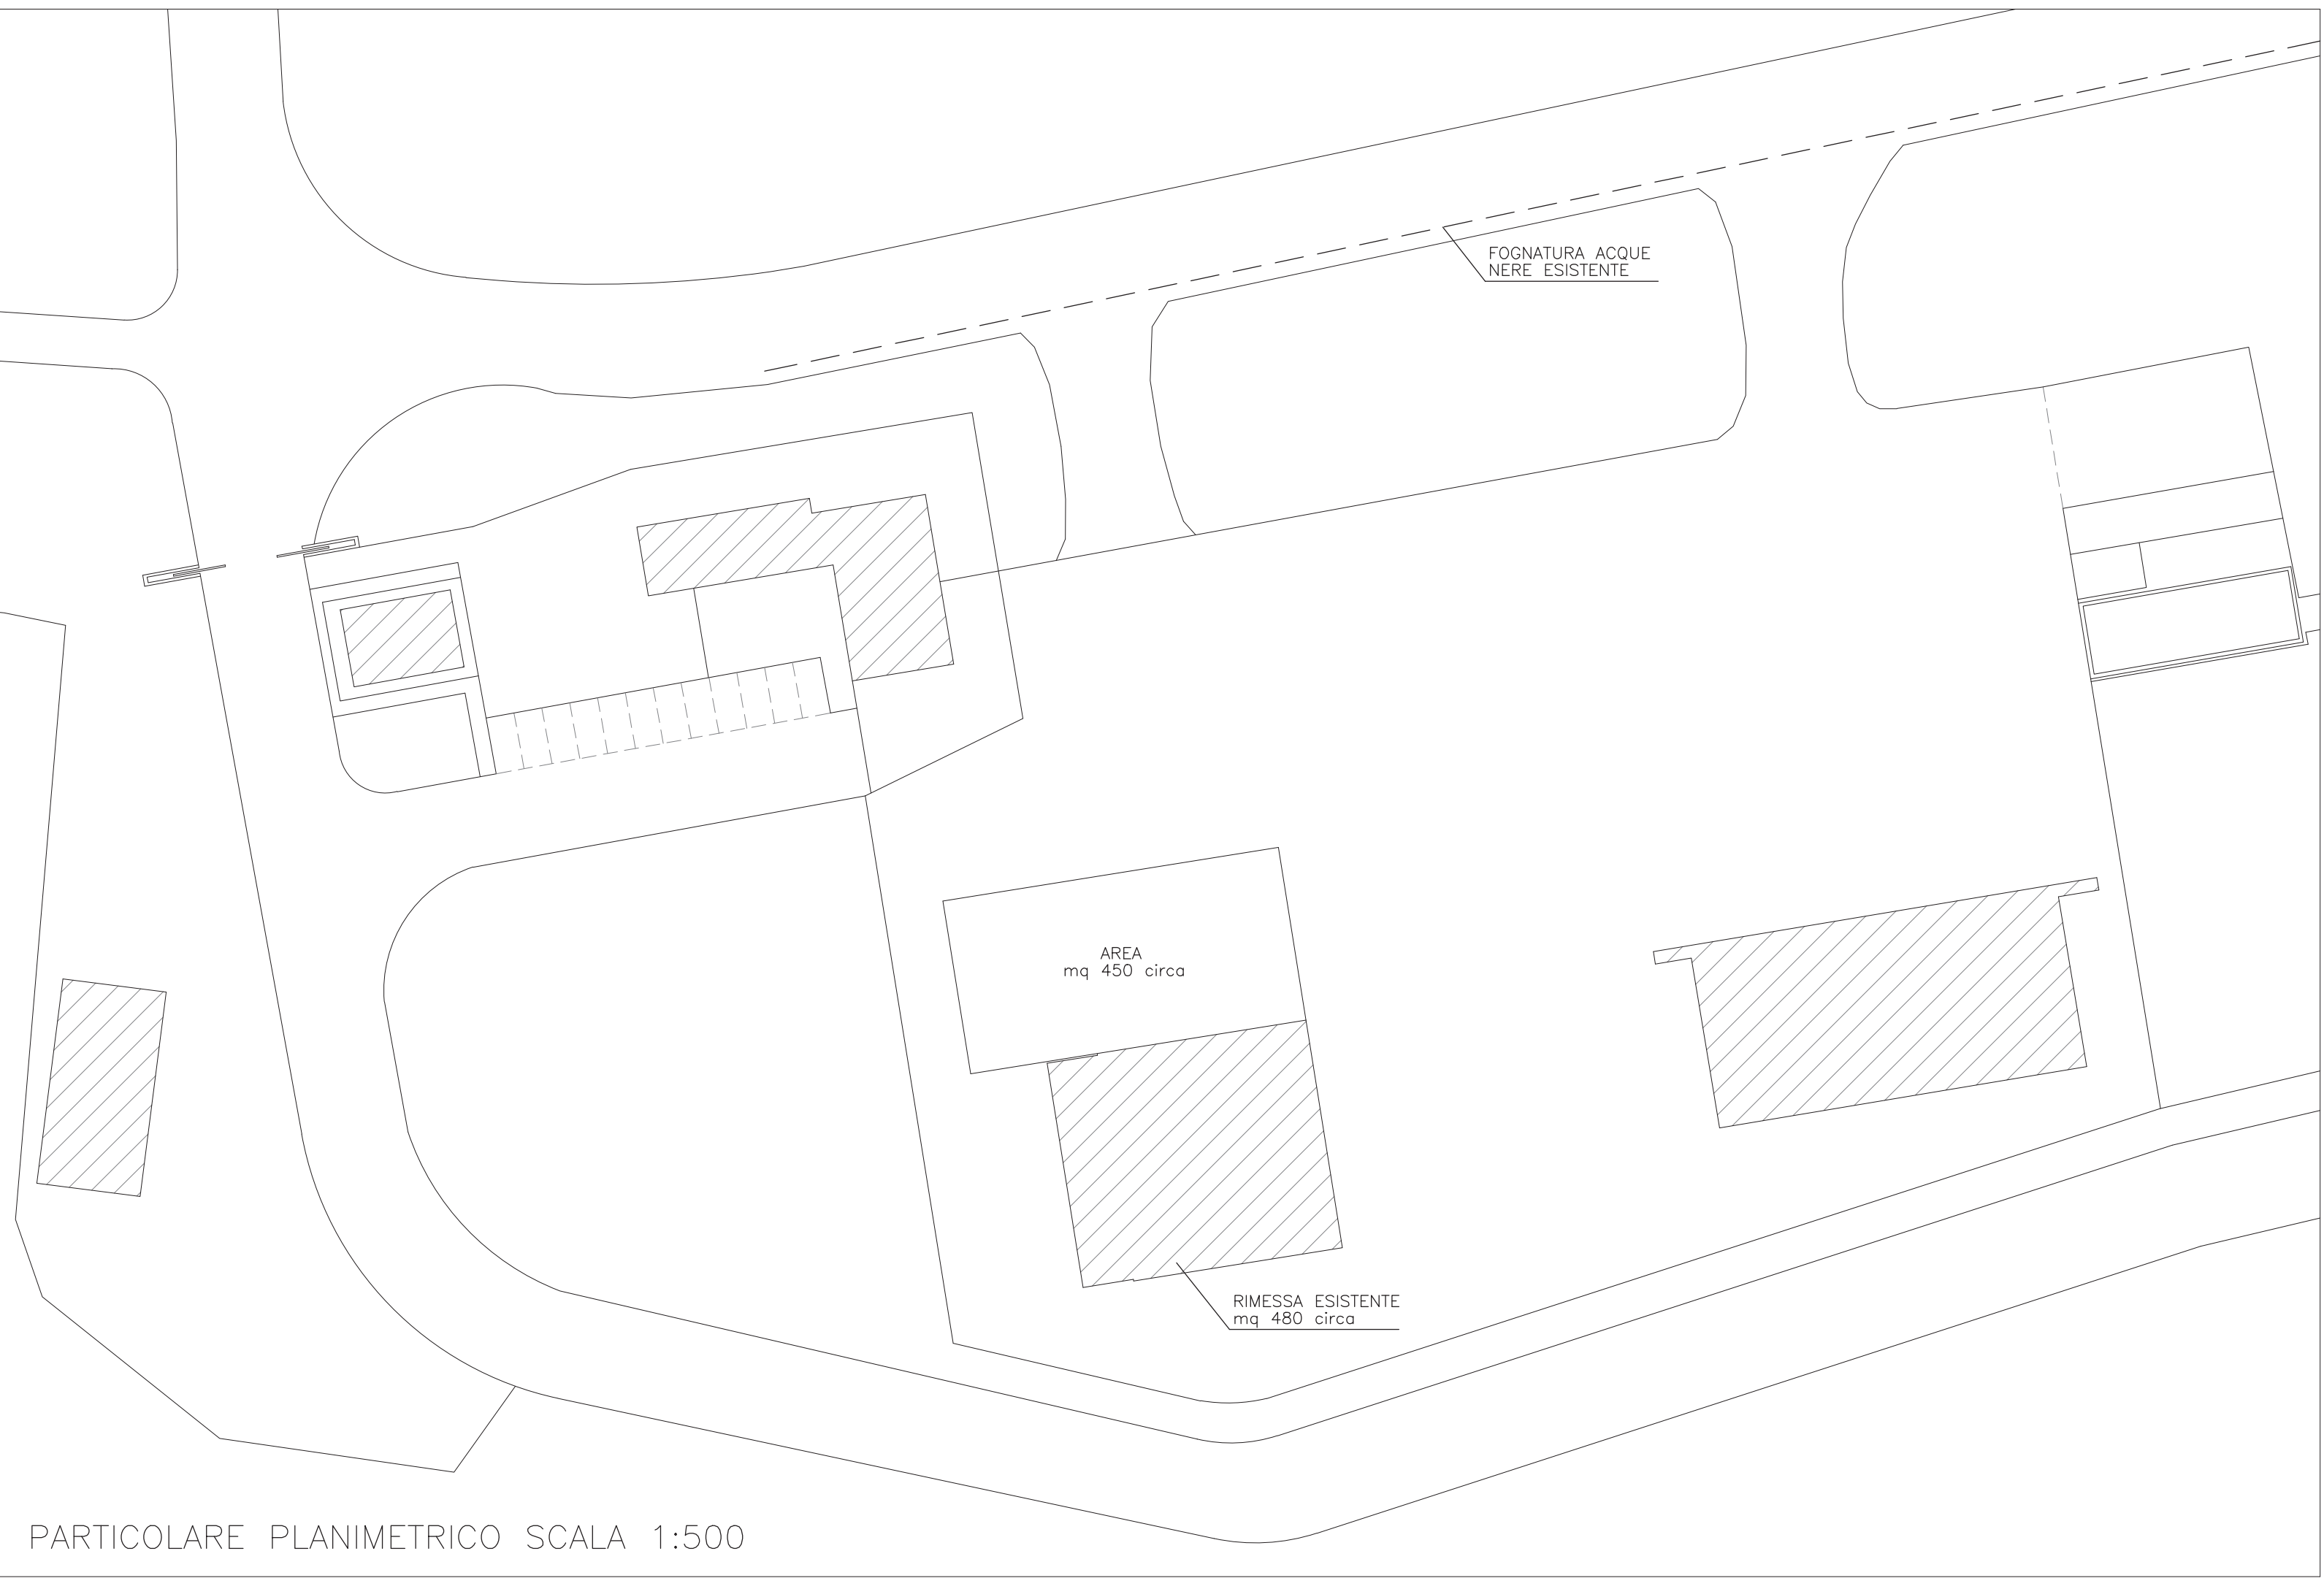 FOGNATURA ACQUE
NERE ESISTENTE
AREA
mq 450 circa
RIMESSA ESISTENTE
mq 480 circa
PARTICOLARE PLANIMETRICO SCALA 1:500